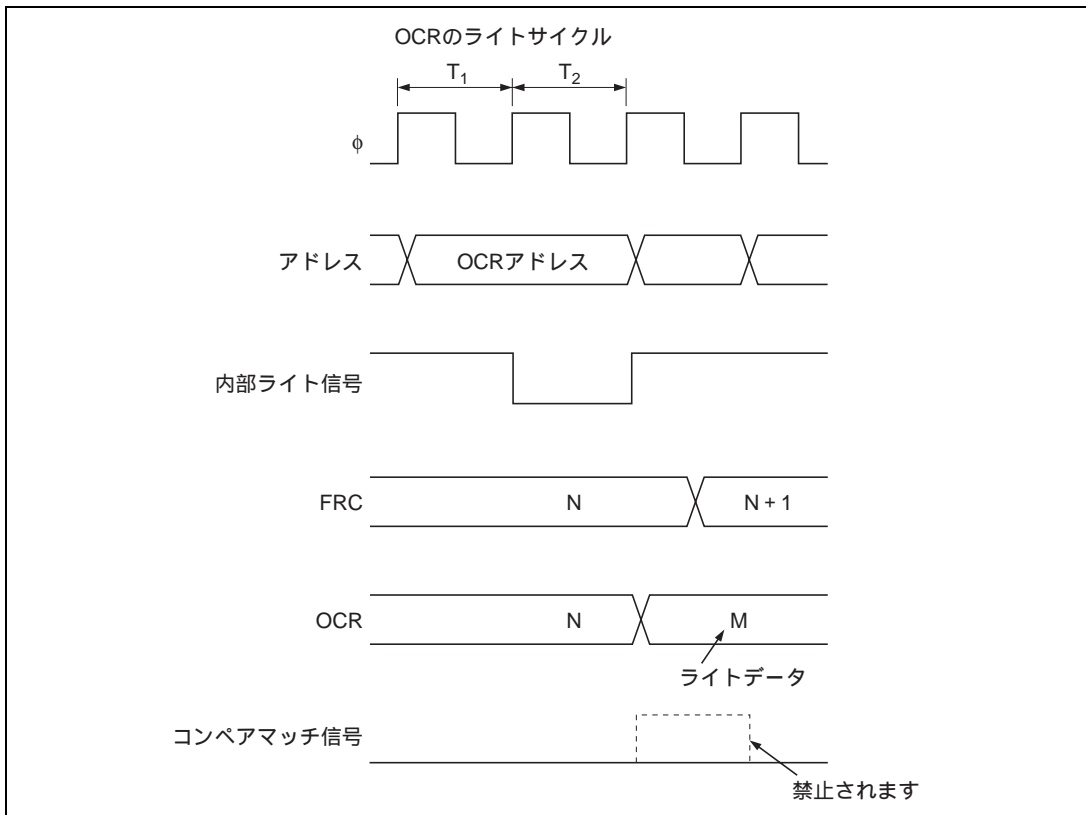 OCRのライトサイクル
T1 T2
φ
アドレス OCRアドレス
内部ライト信号
FRC N N + 1
OCR N M
ライトデータ
コンペアマッチ信号
禁止されます